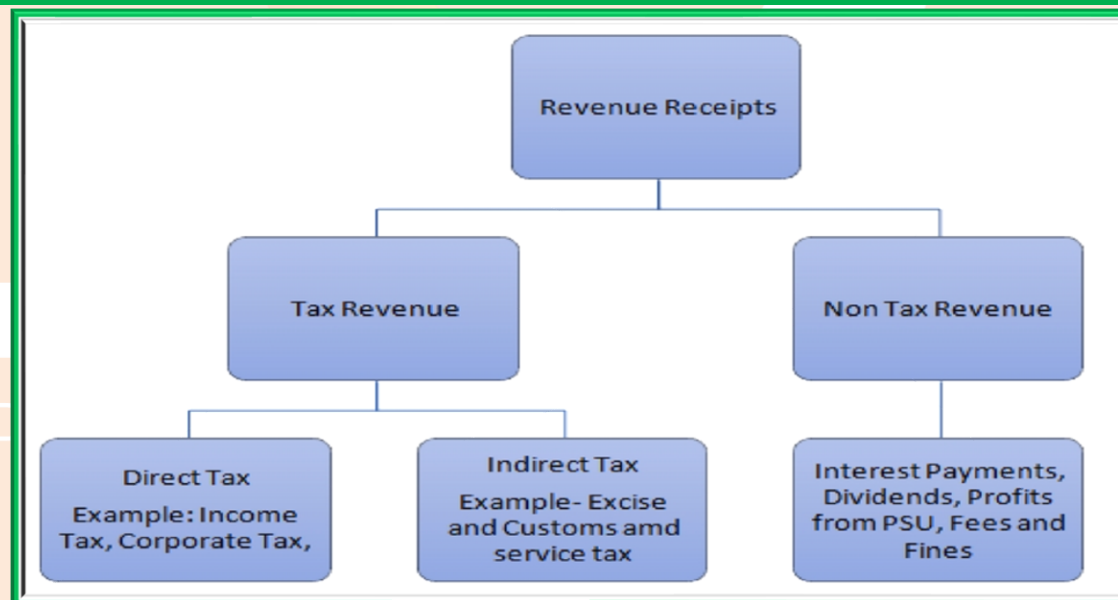 Revenue Receipts
Tax Revenue
Non Tax Revenue
Direct Tax
Example: Income
Tax, Corporate Tax,
Indirect Tax
Example- Excise
and Customs amd
service tax
Interest Payments,
Dividends, Profits
from PSU, Fees and
Fines